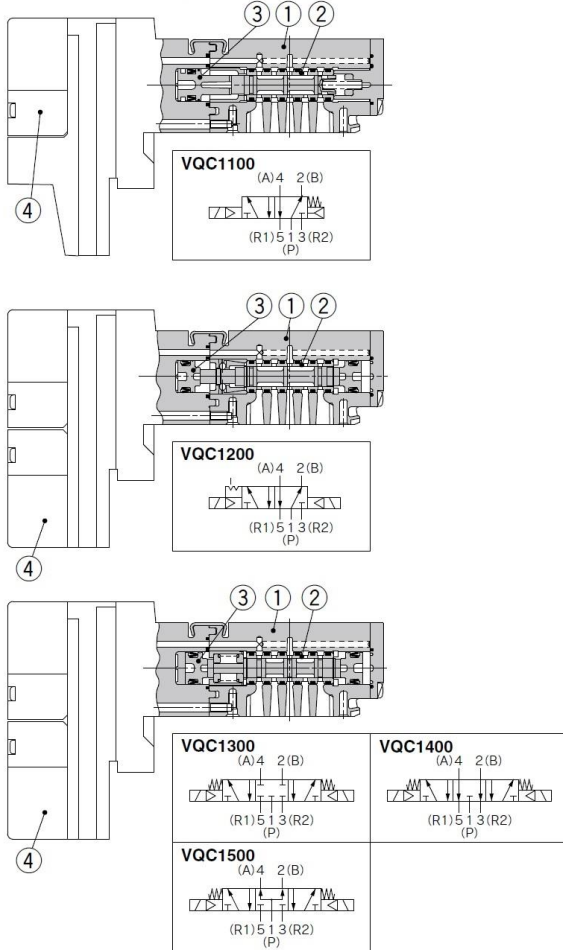 ③ ① ②
④
VQC1100
(A)4 2(B)
(R1)5 1 3(R2)
(P)
③ ① ②
④
VQC1200
(A)4 2(B)
(R1)5 1 3(R2)
(P)
③ ① ②
④
VQC1300
(A)4 2(B)
(R1)5 1 3(R2)
(P)
VQC1400
(A)4 2(B)
(R1)5 1 3(R2)
(P)
VQC1500
(A)4 2(B)
(R1)5 1 3(R2)
(P)